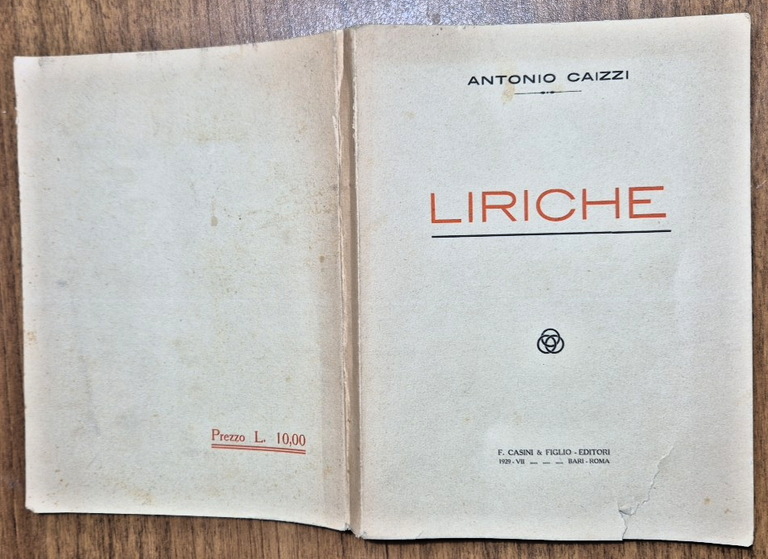 ANTONIO CAIZZI
LIRICHE
F. CASINI & FIGLIO - EDITORI
1929 - VII _ _ _ BARI - ROMA
Prezzo L. 10,00